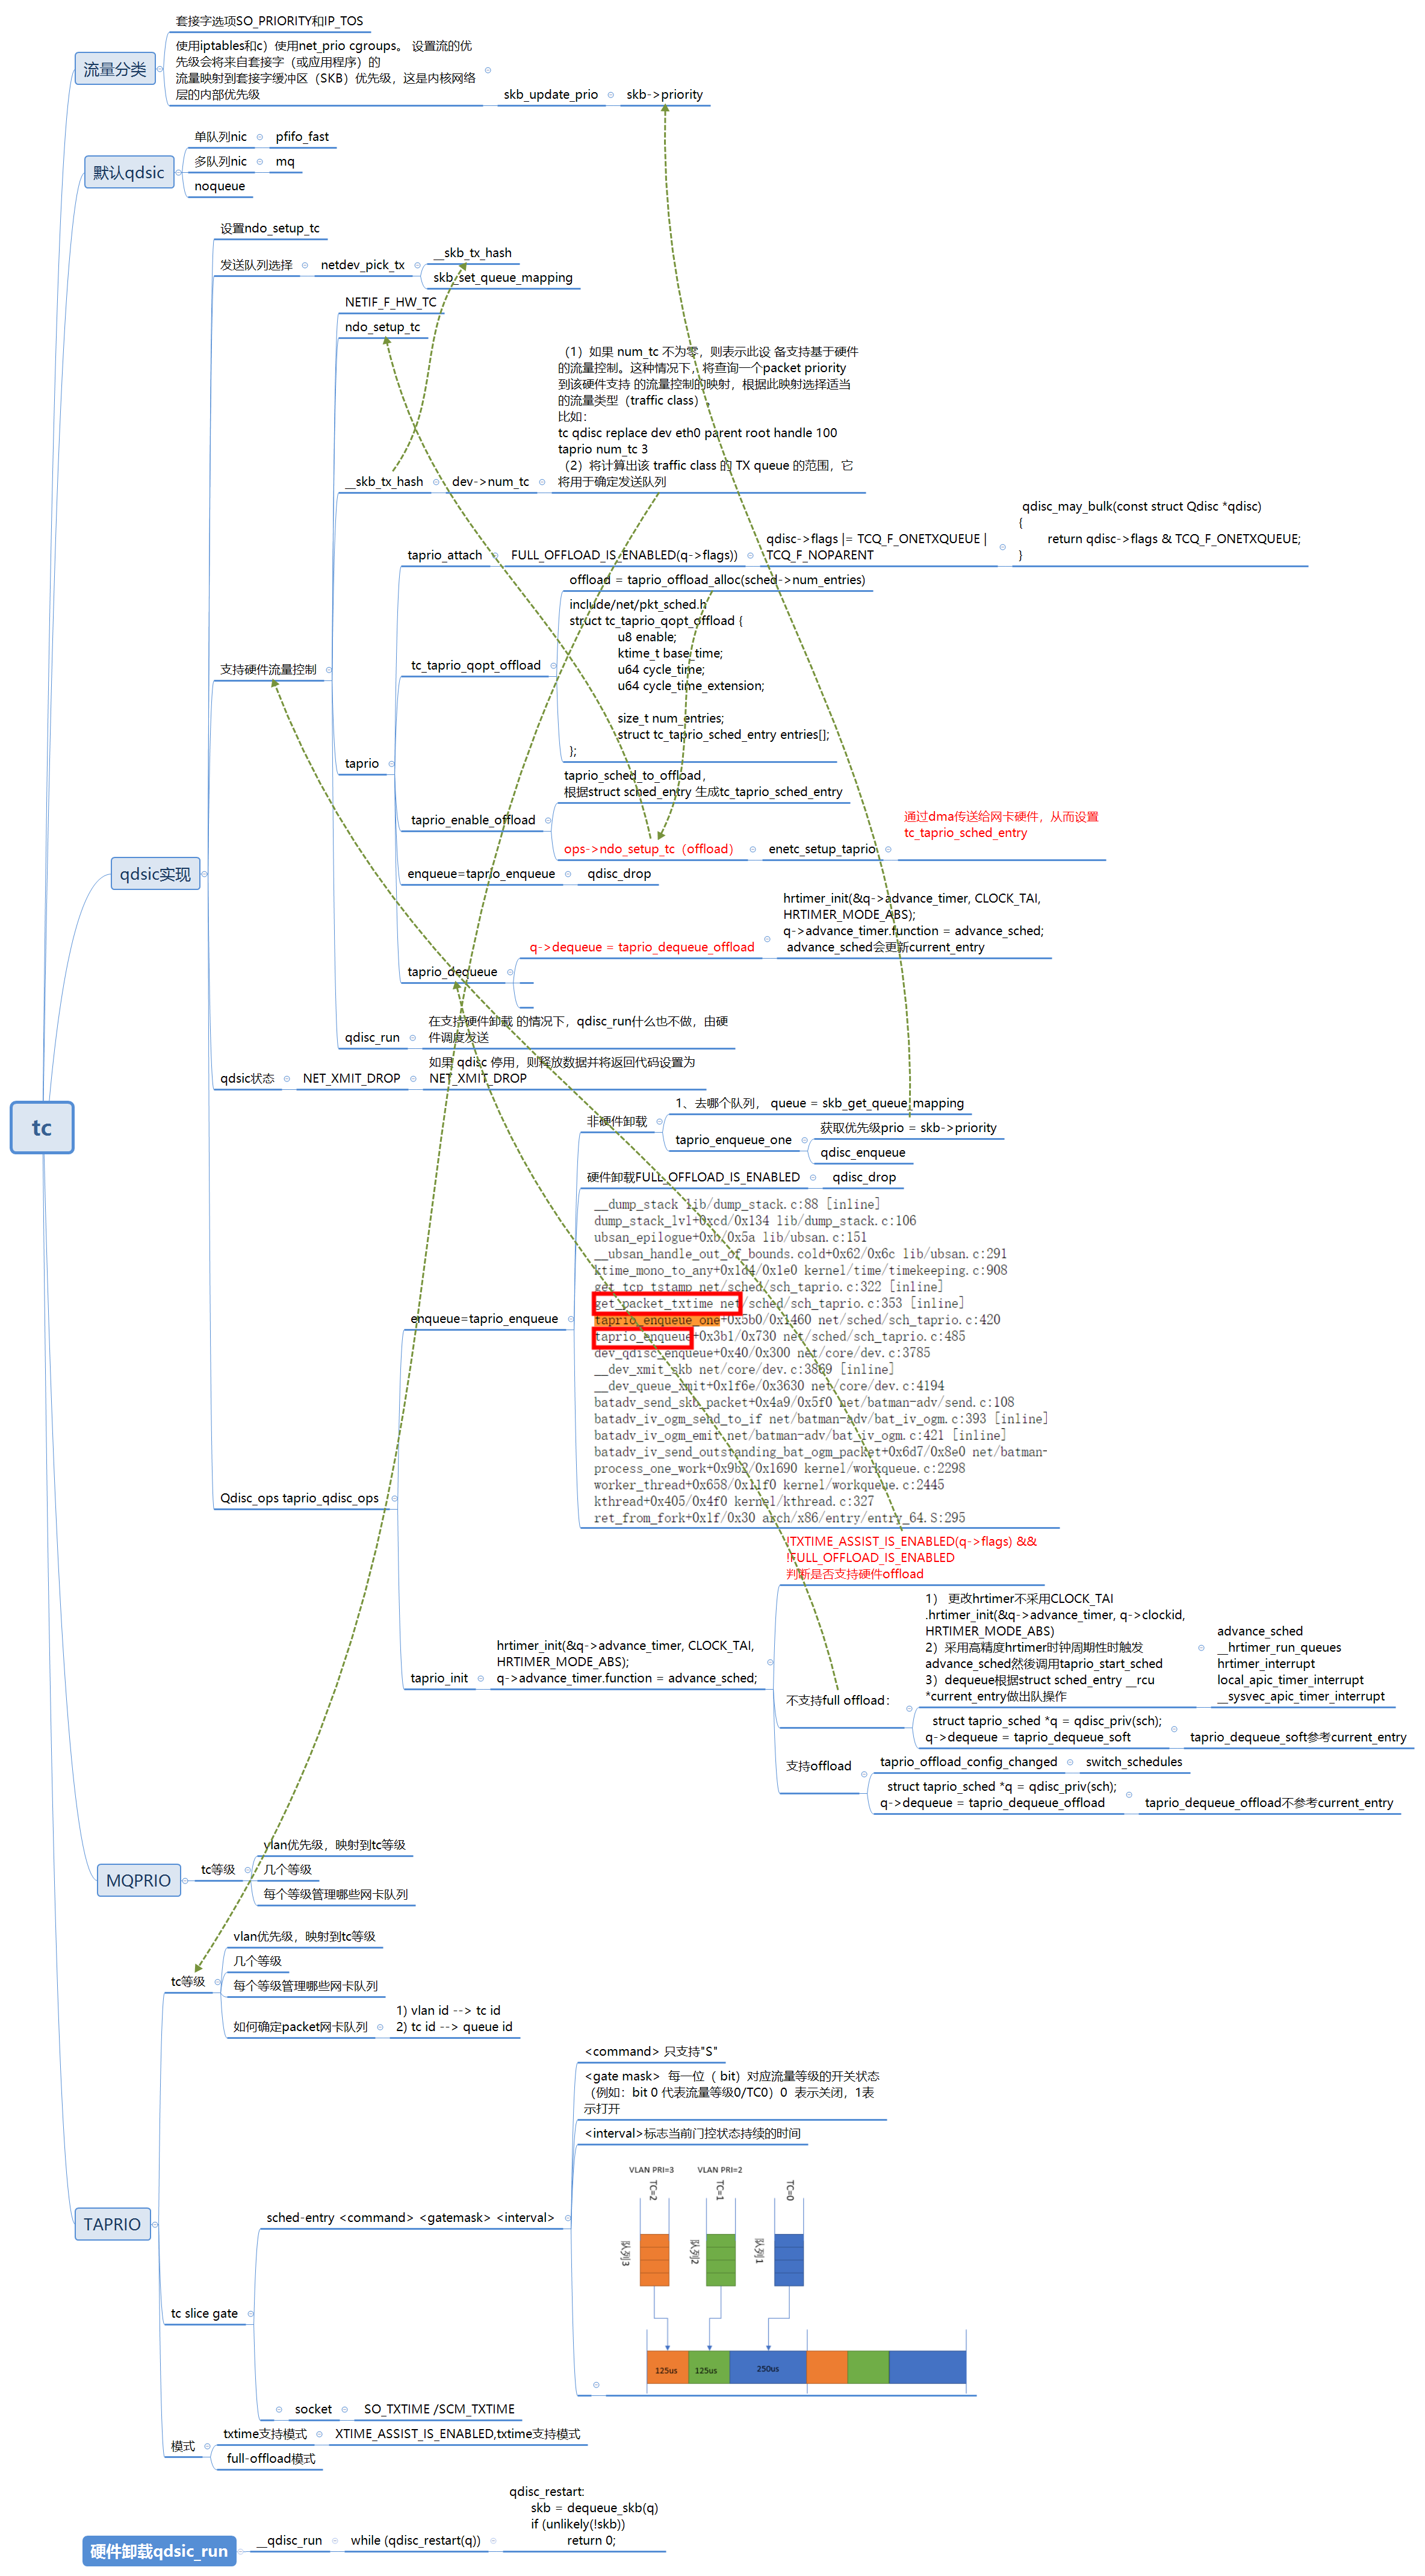 tc
流量分类
套接字选项SO_PRIORITY和IP_TOS
使用iptables和c）使用net_prio cgroups。 设置流的优
先级会将来自套接字（或应用程序）的
流量映射到套接字缓冲区（SKB）优先级，这是内核网络
层的内部优先级
skb_update_prio
skb->priority
默认qdsic
单队列nic
pfifo_fast
多队列nic
mq
noqueue
qdsic实现
设置ndo_setup_tc
发送队列选择
netdev_pick_tx
__skb_tx_hash
skb_set_queue_mapping
支持硬件流量控制
NETIF_F_HW_TC
ndo_setup_tc
__skb_tx_hash
dev->num_tc
（1）如果 num_tc 不为零，则表示此设 备支持基于硬件
的流量控制。这种情况下，将查询一个packet priority
到该硬件支持 的流量控制的映射，根据此映射选择适当
的流量类型（traffic class）。
比如：
tc qdisc replace dev eth0 parent root handle 100
taprio num_tc 3
（2）将计算出该 traffic class 的 TX queue 的范围，它
将用于确定发送队列
taprio
taprio_attach
FULL_OFFLOAD_IS_ENABLED(q->flags))
qdisc->flags |= TCQ_F_ONETXQUEUE |
TCQ_F_NOPARENT
qdisc_may_bulk(const struct Qdisc *qdisc)
{
return qdisc->flags & TCQ_F_ONETXQUEUE;
}
tc_taprio_qopt_offload
offload = taprio_offload_alloc(sched->num_entries)
include/net/pkt_sched.h
struct tc_taprio_qopt_offload {
u8 enable;
ktime_t base_time;
u64 cycle_time;
u64 cycle_time_extension;
size_t num_entries;
struct tc_taprio_sched_entry entries[];
};
taprio_enable_offload
taprio_sched_to_offload，
根据struct sched_entry 生成tc_taprio_sched_entry
ops->ndo_setup_tc（offload）
enetc_setup_taprio
通过dma传送给网卡硬件，从而设置
tc_taprio_sched_entry
enqueue=taprio_enqueue
qdisc_drop
taprio_dequeue
q->dequeue = taprio_dequeue_offload
hrtimer_init(&q->advance_timer, CLOCK_TAI,
HRTIMER_MODE_ABS);
q->advance_timer.function = advance_sched;
advance_sched会更新current_entry
qdisc_run
在支持硬件卸载 的情况下，qdisc_run什么也不做，由硬
件调度发送
qdsic状态
NET_XMIT_DROP
如果 qdisc 停用，则释放数据并将返回代码设置为
NET_XMIT_DROP
Qdisc_ops taprio_qdisc_ops
enqueue=taprio_enqueue
非硬件卸载
1、去哪个队列， queue = skb_get_queue_mapping
taprio_enqueue_one
获取优先级prio = skb->priority
qdisc_enqueue
硬件卸载FULL_OFFLOAD_IS_ENABLED
qdisc_drop
__dump_stack lib/dump_stack.c:88 [inline]
dump_stack_lvl+0xcd/0x134 lib/dump_stack.c:106
ubsan_epilogue+0xb/0x5a lib/ubsan.c:151
__ubsan_handle_out_of_bounds.cold+0x62/0x6c lib/ubsan.c:291
ktime_mono_to_any+0x1d4/0x1e0 kernel/time/timekeeping.c:908
get_tcp_tstamp net/sched/sch_taprio.c:322 [inline]
get_packet_txtime net/sched/sch_taprio.c:353 [inline]
taprio_enqueue_one+0x5b0/0x1460 net/sched/sch_taprio.c:420
taprio_enqueue+0x3b1/0x730 net/sched/sch_taprio.c:485
dev_qdisc_enqueue+0x40/0x300 net/core/dev.c:3785
__dev_xmit_skb net/core/dev.c:3869 [inline]
__dev_queue_xmit+0x1f6e/0x3630 net/core/dev.c:4194
batadv_send_skb_packet+0x4a9/0x5f0 net/batman-adv/send.c:108
batadv_iv_ogm_send_to_if net/batman-adv/bat_iv_ogm.c:393 [inline]
batadv_iv_ogm_emit net/batman-adv/bat_iv_ogm.c:421 [inline]
batadv_iv_send_outstanding_bat_ogm_packet+0x6d7/0x8e0 net/batman-
process_one_work+0x9b2/0x1690 kernel/workqueue.c:2298
worker_thread+0x658/0x11f0 kernel/workqueue.c:2445
kthread+0x405/0x4f0 kernel/kthread.c:327
ret_from_fork+0x1f/0x30 arch/x86/entry/entry_64.S:295
taprio_init
hrtimer_init(&q->advance_timer, CLOCK_TAI,
HRTIMER_MODE_ABS);
q->advance_timer.function = advance_sched;
!TXTIME_ASSIST_IS_ENABLED(q->flags) &&
!FULL_OFFLOAD_IS_ENABLED
判断是否支持硬件offload
不支持full offload：
1） 更改hrtimer不采用CLOCK_TAI
.hrtimer_init(&q->advance_timer, q->clockid,
HRTIMER_MODE_ABS)
2）采用高精度hrtimer时钟周期性时触发
advance_sched然後调用taprio_start_sched
3）dequeue根据struct sched_entry __rcu
*current_entry做出队操作
advance_sched
__hrtimer_run_queues
hrtimer_interrupt
local_apic_timer_interrupt
__sysvec_apic_timer_interrupt
struct taprio_sched *q = qdisc_priv(sch);
q->dequeue = taprio_dequeue_soft
taprio_dequeue_soft参考current_entry
支持offload
taprio_offload_config_changed
switch_schedules
struct taprio_sched *q = qdisc_priv(sch);
q->dequeue = taprio_dequeue_offload
taprio_dequeue_offload不参考current_entry
MQPRIO
tc等级
vlan优先级，映射到tc等级
几个等级
每个等级管理哪些网卡队列
TAPRIO
tc等级
vlan优先级，映射到tc等级
几个等级
每个等级管理哪些网卡队列
如何确定packet网卡队列
1) vlan id --> tc id
2) tc id --> queue id
tc slice gate
sched-entry <command> <gatemask> <interval>
<command> 只支持"S"
<gate mask> 每一位（ bit）对应流量等级的开关状态
（例如：bit 0 代表流量等级0/TC0）0 表示关闭，1表
示打开
<interval>标志当前门控状态持续的时间
VLAN PRI=3
VLAN PRI=2
TC=2
TC=1
TC=0
队列3
队列2
队列1
125us
125us
250us
socket
SO_TXTIME /SCM_TXTIME
模式
txtime支持模式
XTIME_ASSIST_IS_ENABLED,txtime支持模式
full-offload模式
硬件卸载qdsic_run
__qdisc_run
while (qdisc_restart(q))
qdisc_restart:
skb = dequeue_skb(q)
if (unlikely(!skb))
return 0;